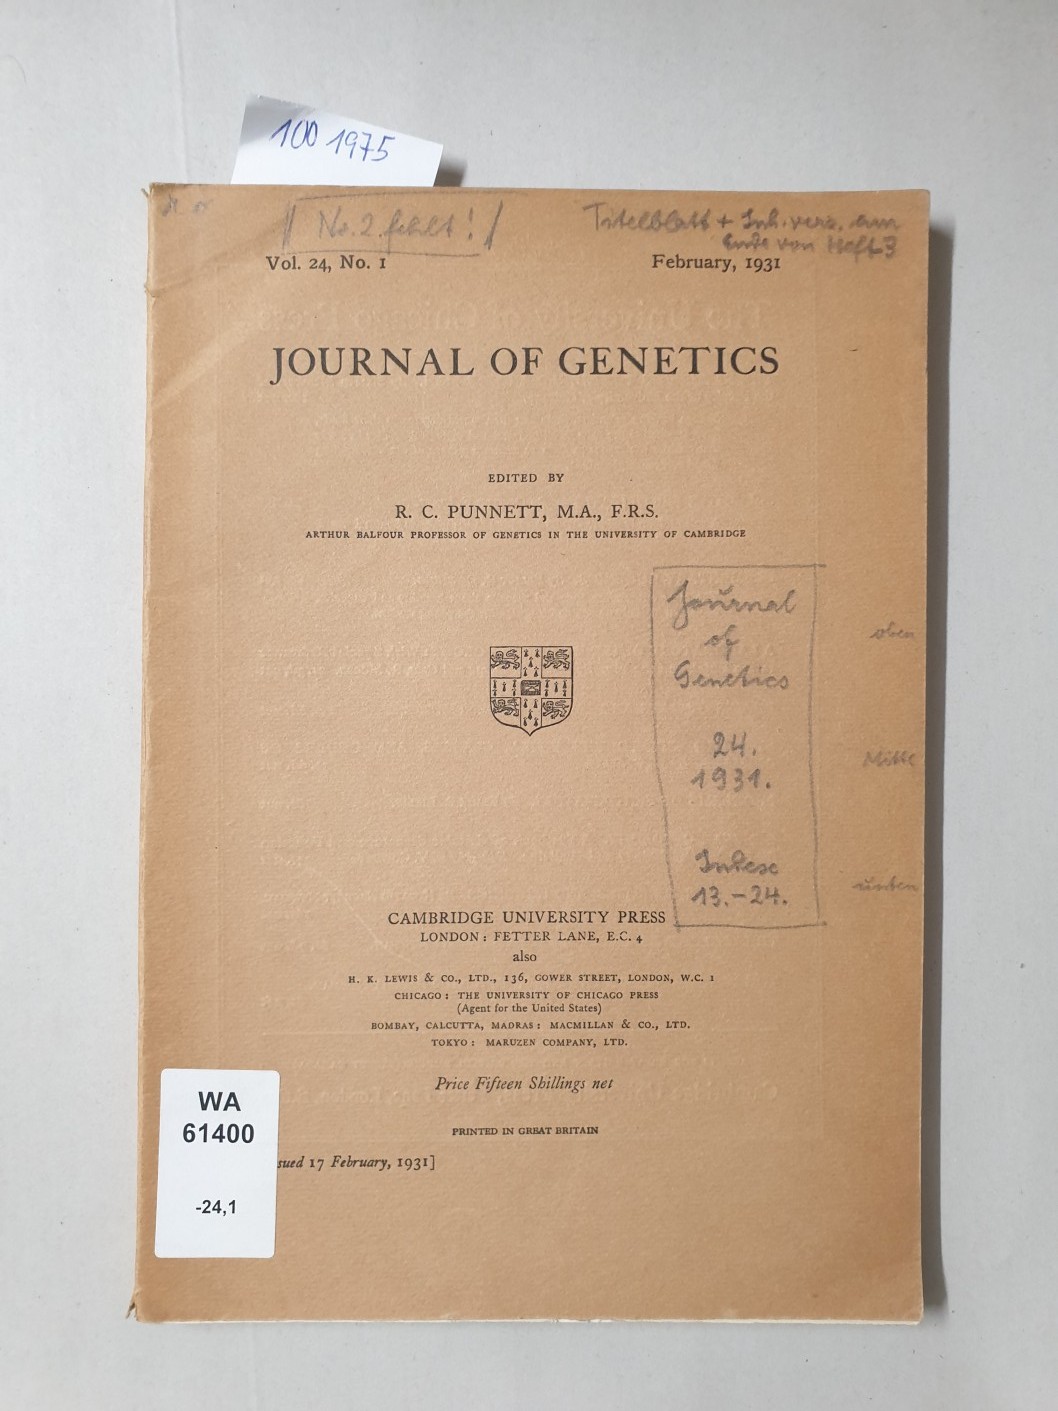 100 1975
No. 2 fehlt!
Titelblatt + Inh. verz. am
Ende von Heft 3
Vol. 24, No. 1
February, 1931
JOURNAL OF GENETICS
EDITED BY
R. C. PUNNETT, M.A., F.R.S.
ARTHUR BALFOUR PROFESSOR OF GENETICS IN THE UNIVERSITY OF CAMBRIDGE
Journal
of
Genetics
24.
1931.
Indexe
13.-24.
oben
Mitte
unten
CAMBRIDGE UNIVERSITY PRESS
LONDON: FETTER LANE, E.C. 4
also
H. K. LEWIS & CO., LTD., 136, GOWER STREET, LONDON, W.C. 1
CHICAGO: THE UNIVERSITY OF CHICAGO PRESS
(Agent for the United States)
BOMBAY, CALCUTTA, MADRAS: MACMILLAN & CO., LTD.
TOKYO: MARUZEN COMPANY, LTD.
Price Fifteen Shillings net
PRINTED IN GREAT BRITAIN
sued 17 February, 1931]
WA
61400
-24,1